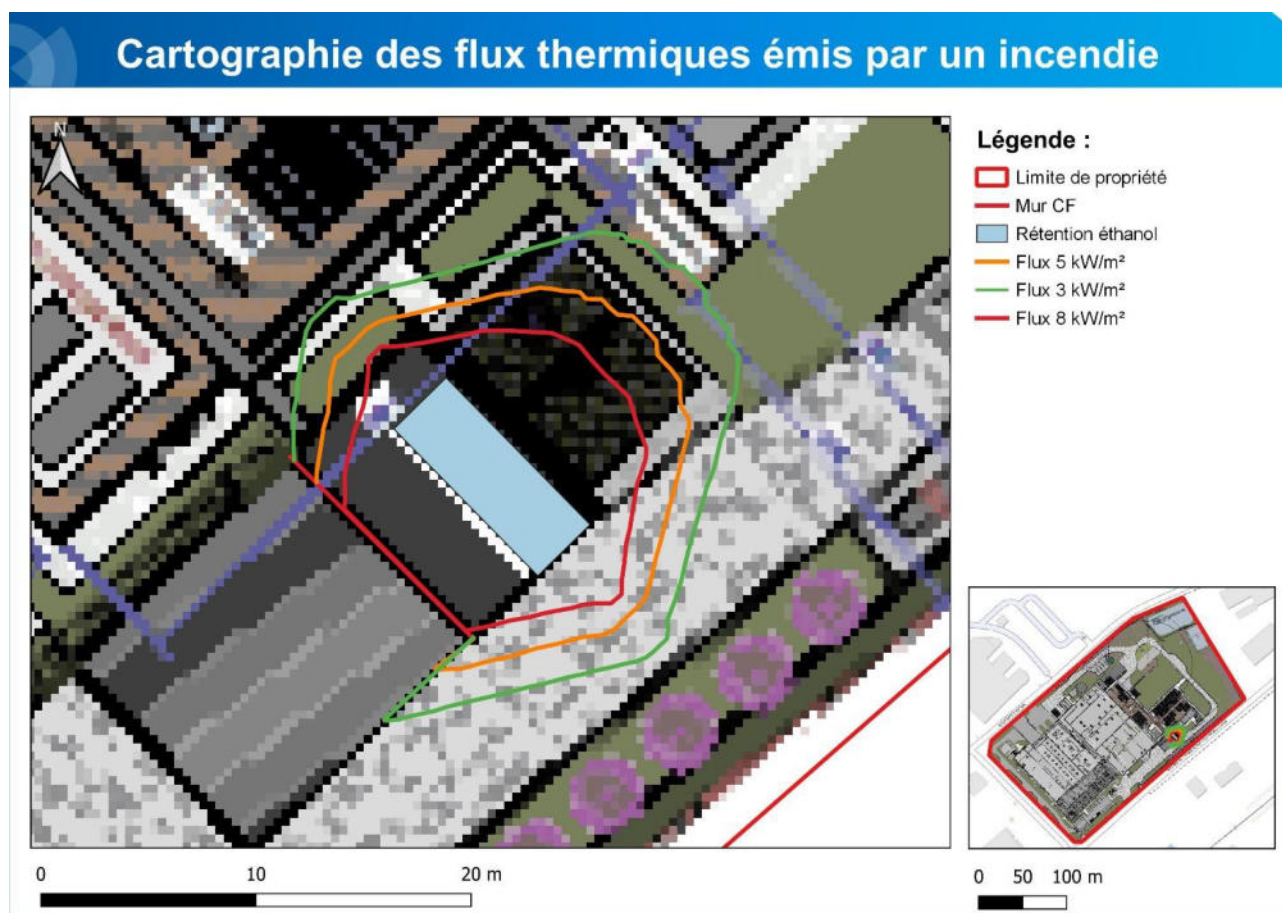 Cartographie des flux thermiques émis par un incendie
N
Légende :
Limite de propriété
Mur CF
Rétention éthanol
Flux 5 kW/m²
Flux 3 kW/m²
Flux 8 kW/m²
0 10 20 m
0 50 100 m